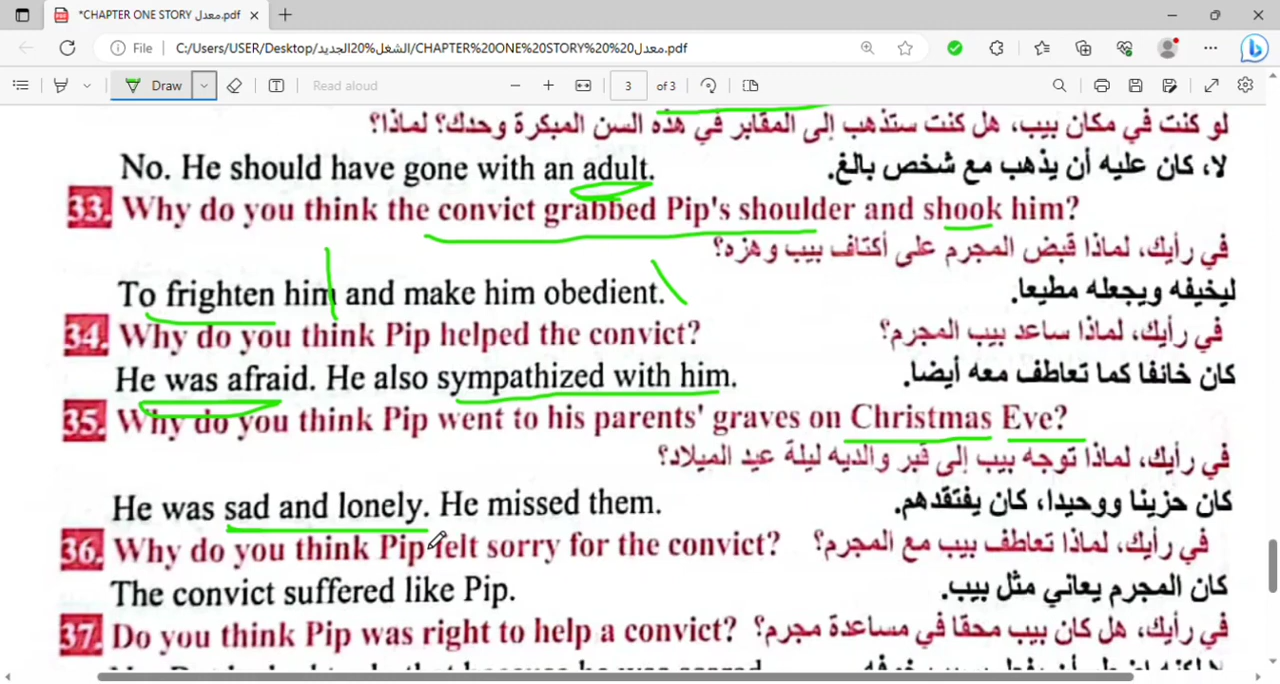 *CHAPTER ONE STORY معدل.pdf
File
C:/Users/USER/Desktop/الشغل%20الجديد/CHAPTER%20ONE%20STORY%20%20معدل.pdf
Draw
Read aloud
3 of 3
لو كنت في مكان بيب، هل كنت ستذهب إلى المقابر في هذه السن المبكرة وحدك؟ لماذا؟
No. He should have gone with an adult. لا، كان عليه أن يذهب مع شخص بالغ.
33. Why do you think the convict grabbed Pip's shoulder and shook him?
في رأيك، لماذا قبض المجرم على أكتاف بيب وهزه؟
To frighten him and make him obedient. ليخيفه ويجعله مطيعا.
34. Why do you think Pip helped the convict? في رأيك، لماذا ساعد بيب المجرم؟
He was afraid. He also sympathized with him. كان خائفا كما تعاطف معه أيضا.
35. Why do you think Pip went to his parents' graves on Christmas Eve?
في رأيك، لماذا توجه بيب إلى قبر والديه ليلة عيد الميلاد؟
He was sad and lonely. He missed them. كان حزينا ووحيدا، كان يفتقدهم.
36. Why do you think Pip felt sorry for the convict? في رأيك، لماذا تعاطف بيب مع المجرم؟
The convict suffered like Pip. كان المجرم يعاني مثل بيب.
37. Do you think Pip was right to help a convict? في رأيك، هل كان بيب محقا في مساعدة مجرم؟